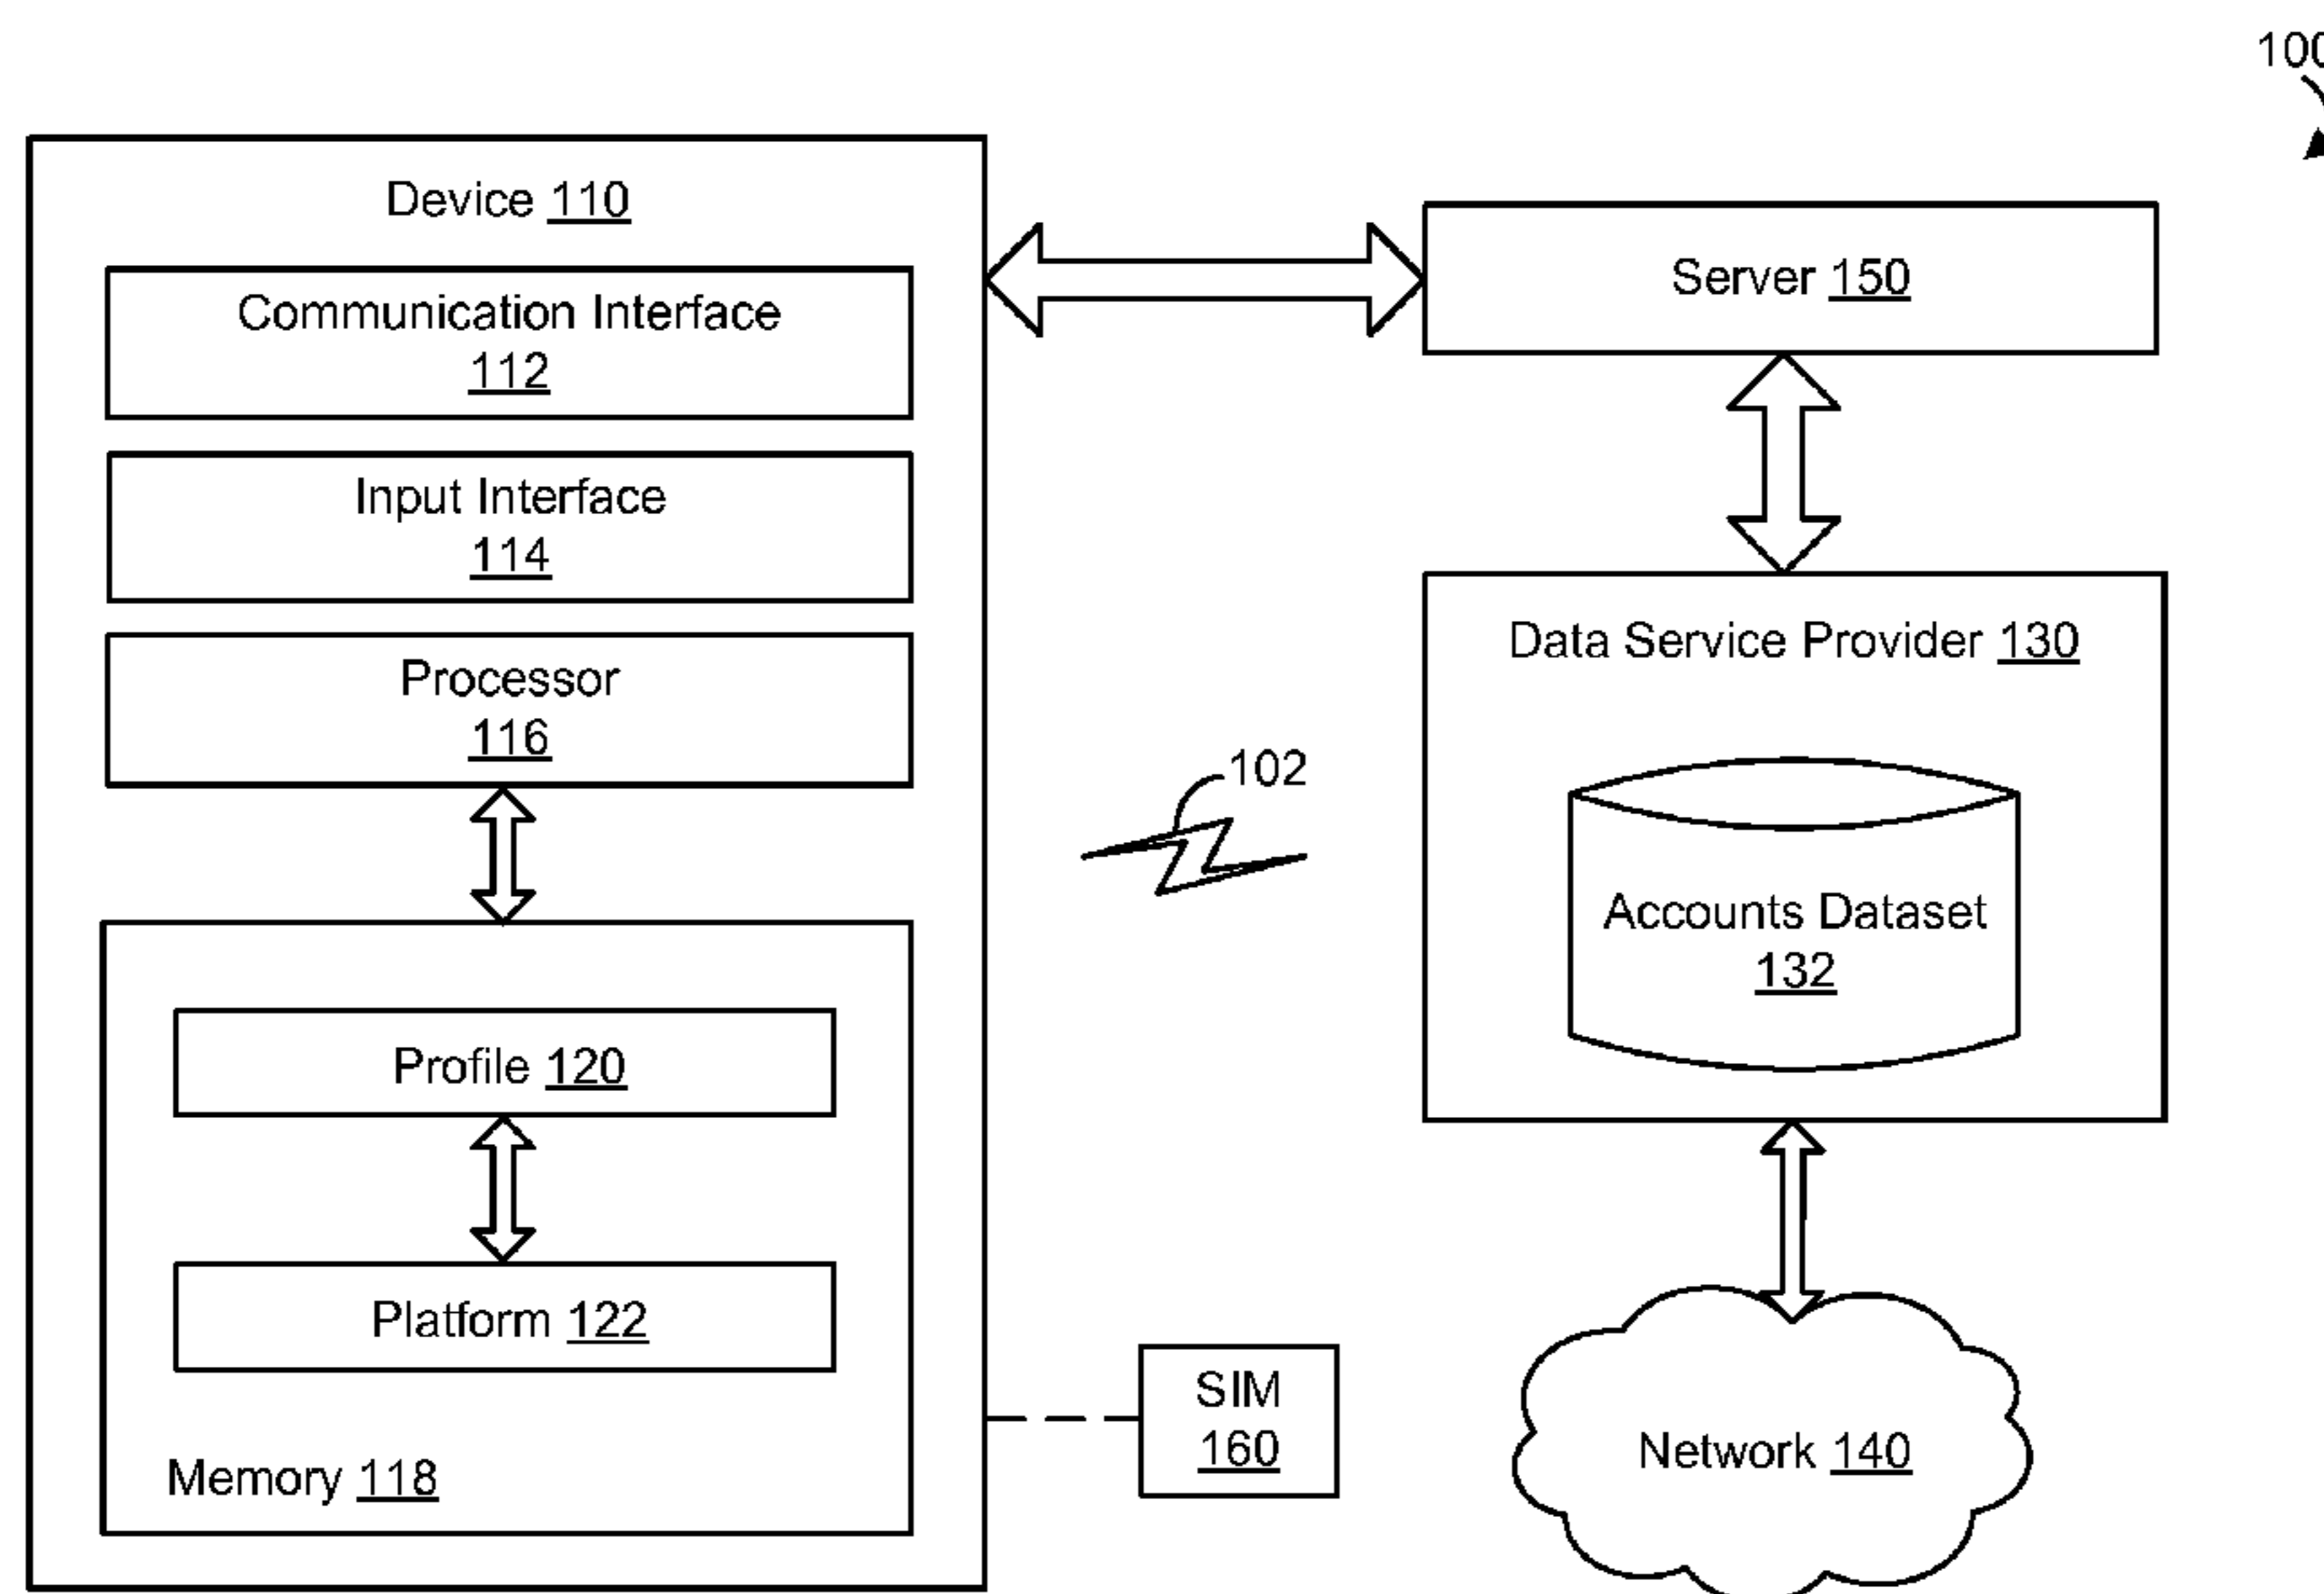 100
Device 110
Communication Interface
112
Input Interface
114
Processor
116
Profile 120
Platform 122
Memory 118
Server 150
102
Data Service Provider 130
Accounts Dataset
132
SIM
160
Network 140